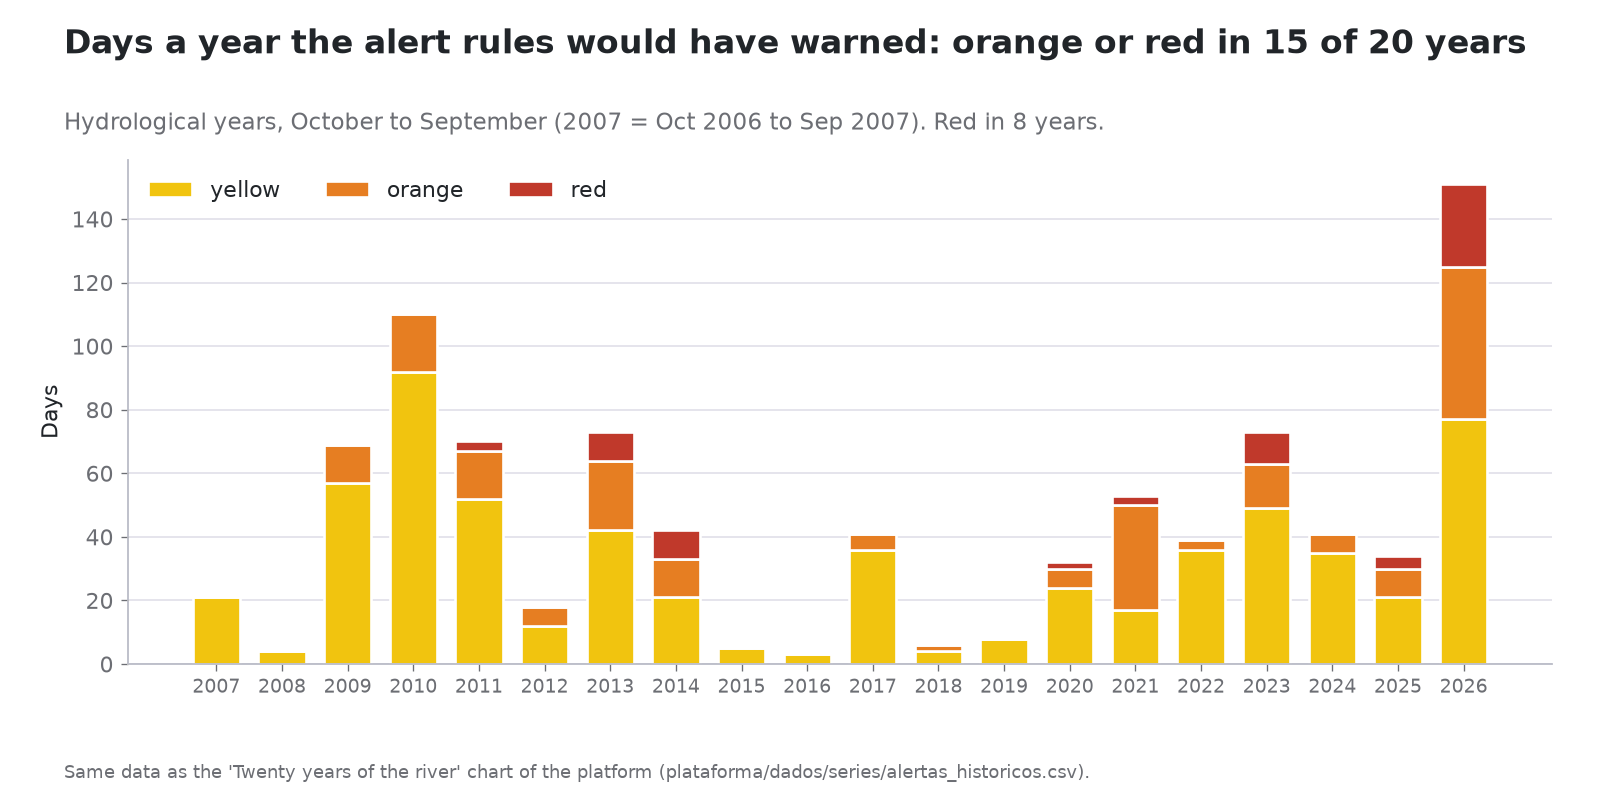 Days a year the alert rules would have warned: orange or red in 15 of 20 years
Hydrological years, October to September (2007 = Oct 2006 to Sep 2007). Red in 8 years.
yellow orange red
140
120
100
80
60
40
20
0
Days
2007 2008 2009 2010 2011 2012 2013 2014 2015 2016 2017 2018 2019 2020 2021 2022 2023 2024 2025 2026
Same data as the 'Twenty years of the river' chart of the platform (plataforma/dados/series/alertas_historicos.csv).